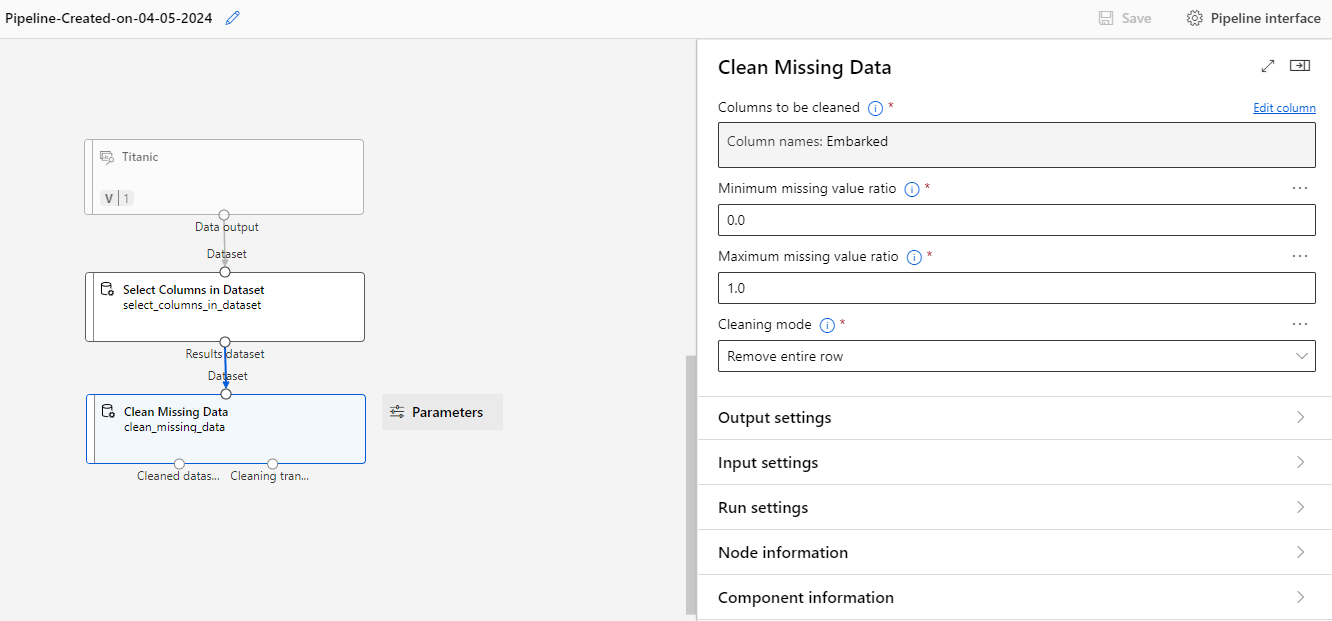 Pipeline-Created-on-04-05-2024
Save
Pipeline interface
Titanic
V | 1
Data output
Dataset
Select Columns in Dataset
select_columns_in_dataset
Results dataset
Dataset
Clean Missing Data
clean_missing_data
Parameters
Cleaned datas...
Cleaning tran...
Clean Missing Data
Columns to be cleaned *
Edit column
Column names: Embarked
Minimum missing value ratio *
0.0
Maximum missing value ratio *
1.0
Cleaning mode *
Remove entire row
Output settings
Input settings
Run settings
Node information
Component information